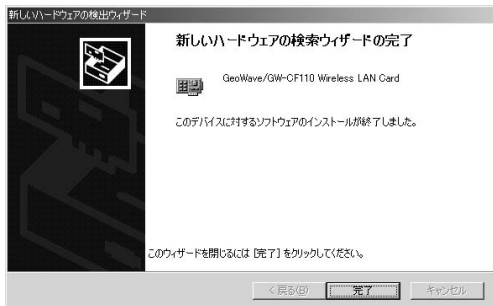 新しいハードウェアの検出ウィザード
新しいハードウェアの検索ウィザードの完了
GeoWave/GW-CF110 Wireless LAN Card
このデバイスに対するソフトウェアのインストールが終了しました。
このウィザードを閉じるには [完了] をクリックしてください。
< 戻る(B)
完了
キャンセル